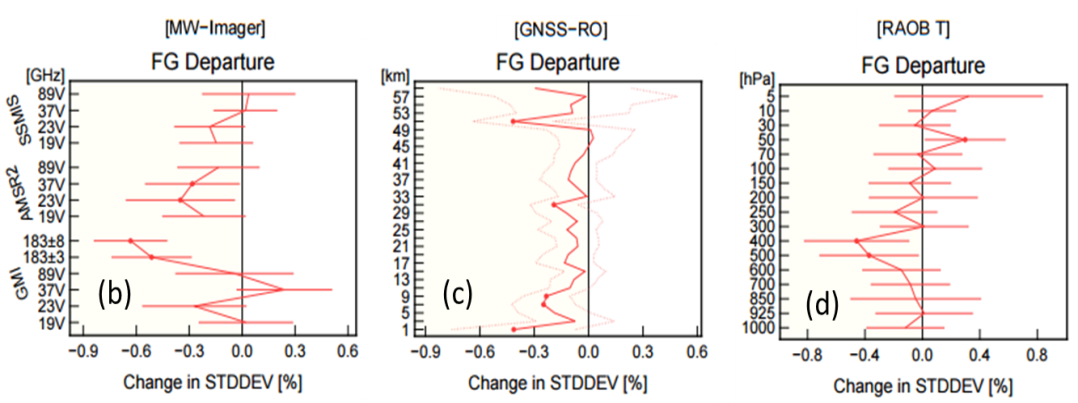 [MW−Imager]
FG Departure
[GHz]
SSMIS
89V
37V
23V
19V
AMSR2
89V
37V
23V
19V
GMI
183±8
183±3
89V
37V
23V
19V
(b)
−0.9 −0.6 −0.3 0.0 0.3 0.6
Change in STDDEV [%]
[GNSS−RO]
FG Departure
[km]
57
53
49
45
41
37
33
29
25
21
17
13
9
5
1
(c)
−0.9 −0.6 −0.3 0.0 0.3 0.6
Change in STDDEV [%]
[RAOB T]
FG Departure
[hPa]
5
10
30
50
70
100
150
200
250
300
400
500
600
700
850
925
1000
(d)
−0.8 −0.4 0.0 0.4 0.8
Change in STDDEV [%]